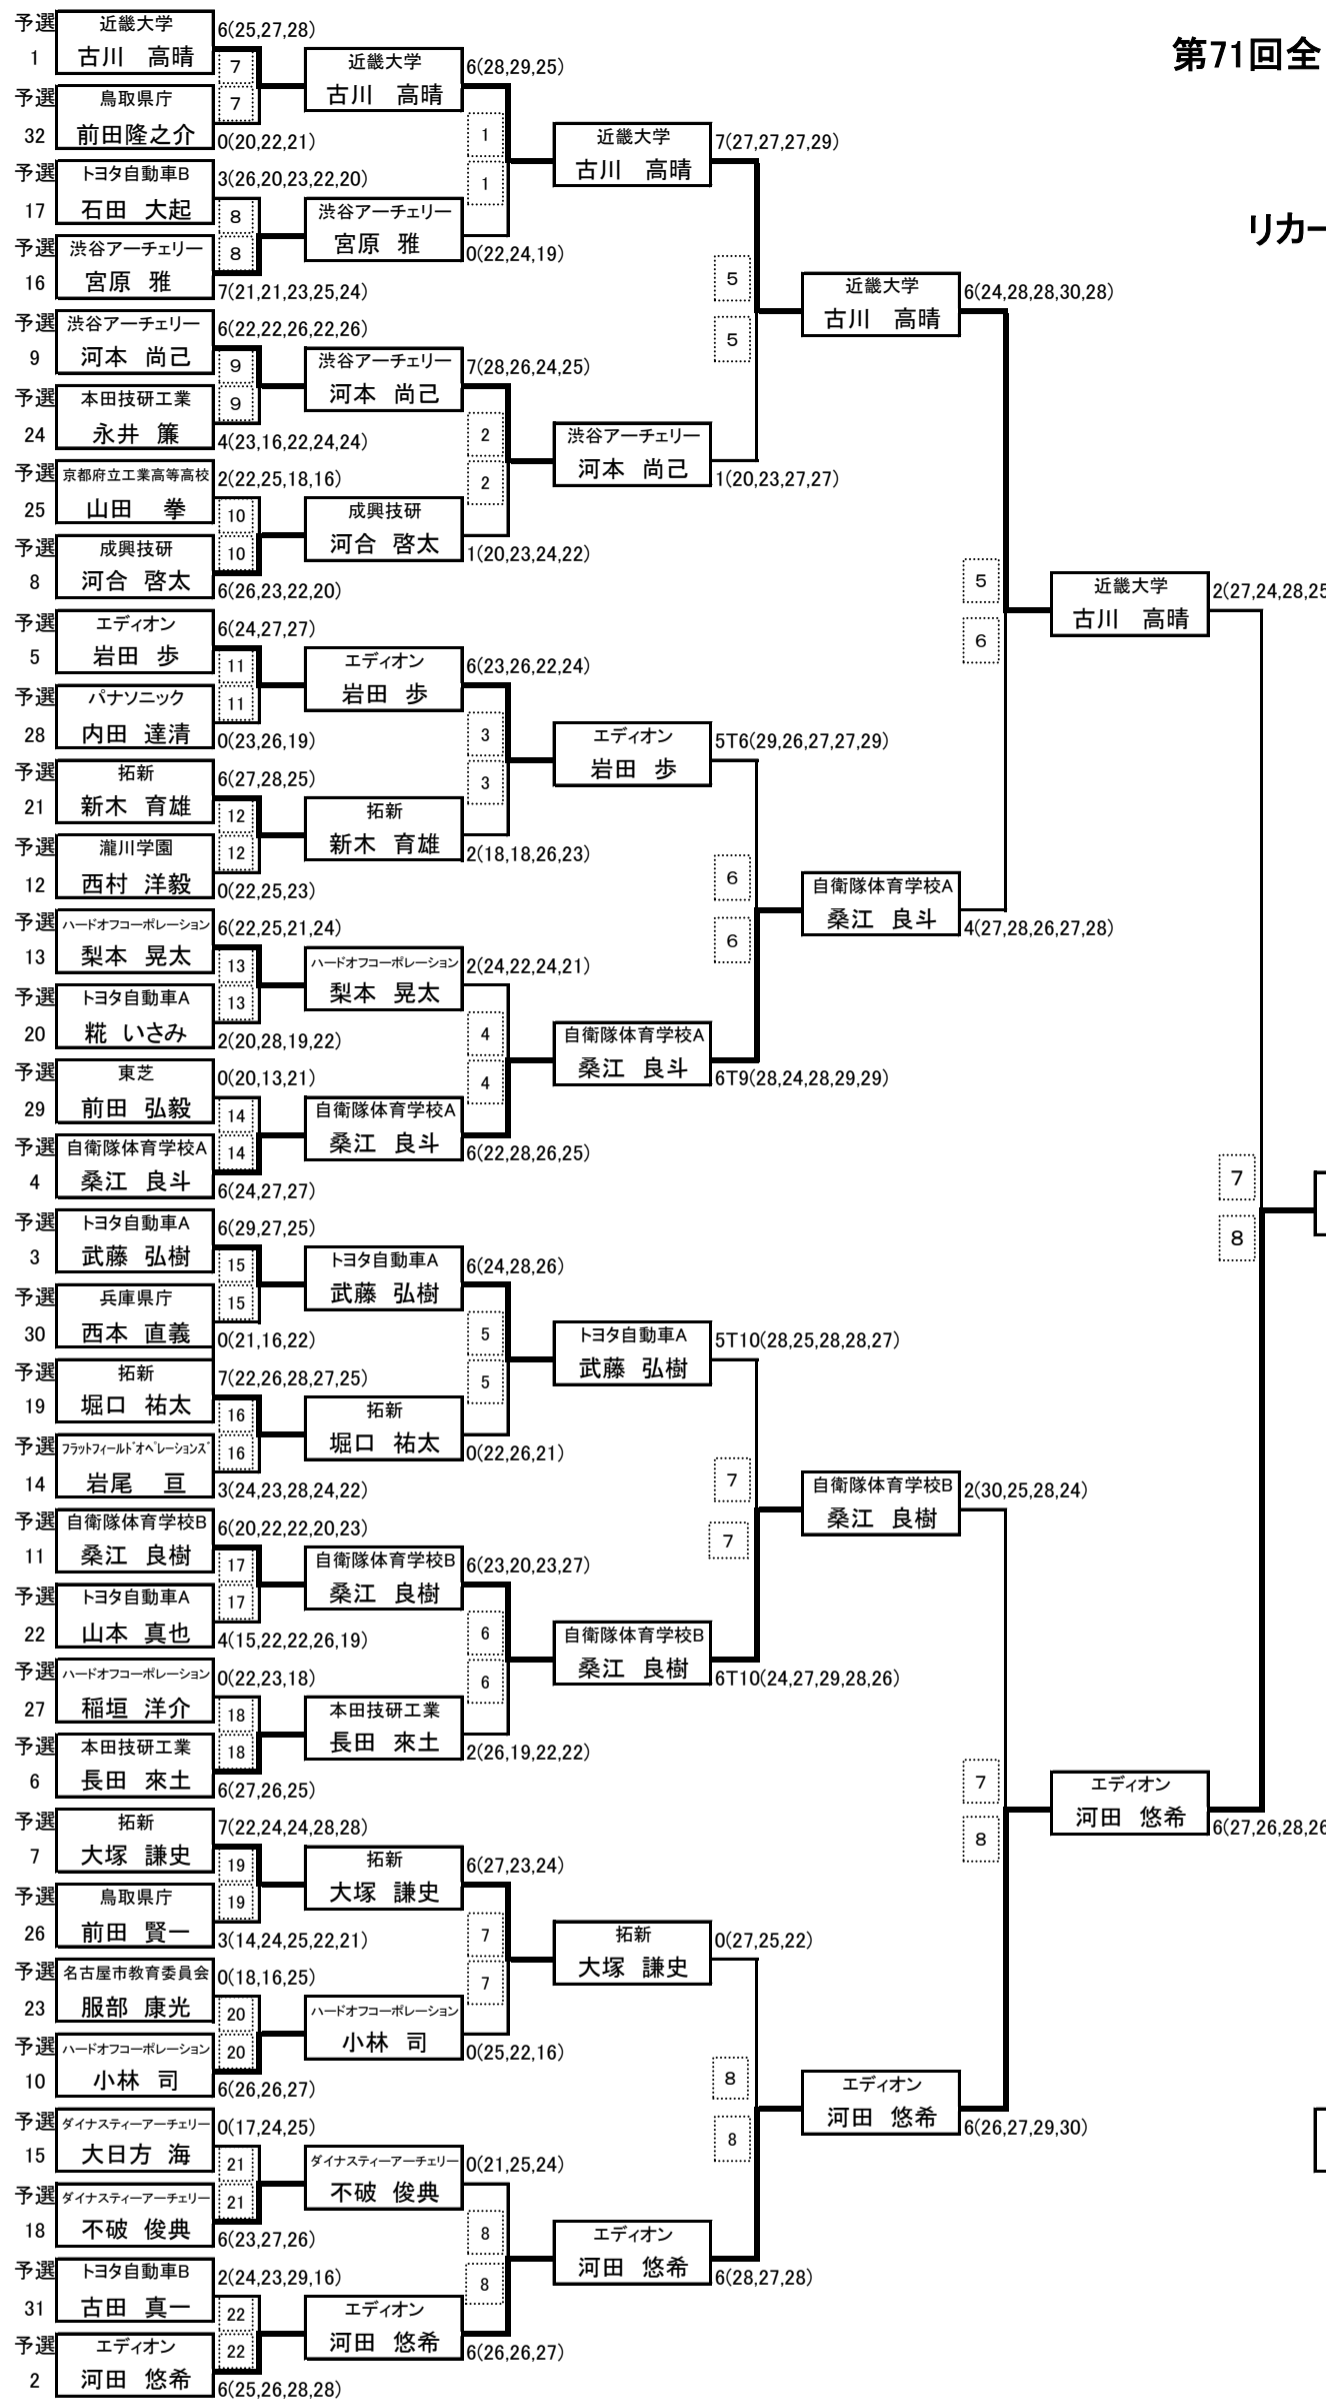 第71回全
リカー
予選
1
近畿大学
古川 高晴
6(25,27,28)
7
7
予選
32
鳥取県庁
前田隆之介
0(20,22,21)
予選
17
トヨタ自動車B
石田 大起
3(26,20,23,22,20)
8
8
予選
16
渋谷アーチェリー
宮原 雅
7(21,21,23,25,24)
予選
9
渋谷アーチェリー
河本 尚己
6(22,22,26,22,26)
9
9
予選
24
本田技研工業
永井 簾
4(23,16,22,24,24)
予選
25
京都府立工業高等高校
山田 拳
2(22,25,18,16)
10
10
予選
8
成興技研
河合 啓太
6(26,23,22,20)
予選
5
エディオン
岩田 歩
6(24,27,27)
11
11
予選
28
パナソニック
内田 達清
0(23,26,19)
予選
21
拓新
新木 育雄
6(27,28,25)
12
12
予選
12
瀧川学園
西村 洋毅
0(22,25,23)
予選
13
ハードオフコーポレーション
梨本 晃太
6(22,25,21,24)
13
13
予選
20
トヨタ自動車A
糀 いさみ
2(20,28,19,22)
予選
29
東芝
前田 弘毅
0(20,13,21)
14
14
予選
4
自衛隊体育学校A
桑江 良斗
6(24,27,27)
予選
3
トヨタ自動車A
武藤 弘樹
6(29,27,25)
15
15
予選
30
兵庫県庁
西本 直義
0(21,16,22)
予選
19
拓新
堀口 祐太
7(22,26,28,27,25)
16
16
予選
14
フラットフィールドオペレーションズ
岩尾 亘
3(24,23,28,24,22)
予選
11
自衛隊体育学校B
桑江 良樹
6(20,22,22,20,23)
17
17
予選
22
トヨタ自動車A
山本 真也
4(15,22,22,26,19)
予選
27
ハードオフコーポレーション
稲垣 洋介
0(22,23,18)
18
18
予選
6
本田技研工業
長田 來土
6(27,26,25)
予選
7
拓新
大塚 謙史
7(22,24,24,28,28)
19
19
予選
26
鳥取県庁
前田 賢一
3(14,24,25,22,21)
予選
23
名古屋市教育委員会
服部 康光
0(18,16,25)
20
20
予選
10
ハードオフコーポレーション
小林 司
6(26,26,27)
予選
15
ダイナスティーアーチェリー
大日方 海
0(17,24,25)
21
21
予選
18
ダイナスティーアーチェリー
不破 俊典
6(23,27,26)
予選
31
トヨタ自動車B
古田 真一
2(24,23,29,16)
22
22
予選
2
エディオン
河田 悠希
6(25,26,28,28)
近畿大学
古川 高晴
6(28,29,25)
1
1
渋谷アーチェリー
宮原 雅
0(22,24,19)
渋谷アーチェリー
河本 尚己
7(28,26,24,25)
2
2
成興技研
河合 啓太
1(20,23,24,22)
エディオン
岩田 歩
6(23,26,22,24)
3
3
拓新
新木 育雄
2(18,18,26,23)
ハードオフコーポレーション
梨本 晃太
2(24,22,24,21)
4
4
自衛隊体育学校A
桑江 良斗
6(22,28,26,25)
トヨタ自動車A
武藤 弘樹
6(24,28,26)
5
5
拓新
堀口 祐太
0(22,26,21)
自衛隊体育学校B
桑江 良樹
6(23,20,23,27)
6
6
本田技研工業
長田 來土
2(26,19,22,22)
拓新
大塚 謙史
6(27,23,24)
7
7
ハードオフコーポレーション
小林 司
0(25,22,16)
ダイナスティーアーチェリー
不破 俊典
0(21,25,24)
8
8
エディオン
河田 悠希
6(26,26,27)
近畿大学
古川 高晴
7(27,27,27,29)
5
5
渋谷アーチェリー
河本 尚己
1(20,23,27,27)
エディオン
岩田 歩
5T6(29,26,27,27,29)
6
6
自衛隊体育学校A
桑江 良斗
6T9(28,24,28,29,29)
トヨタ自動車A
武藤 弘樹
5T10(28,25,28,28,27)
7
7
自衛隊体育学校B
桑江 良樹
6T10(24,27,29,28,26)
拓新
大塚 謙史
0(27,25,22)
8
8
エディオン
河田 悠希
6(28,27,28)
近畿大学
古川 高晴
6(24,28,28,30,28)
5
6
自衛隊体育学校A
桑江 良斗
4(27,28,26,27,28)
自衛隊体育学校B
桑江 良樹
2(30,25,28,24)
7
8
エディオン
河田 悠希
6(26,27,29,30)
近畿大学
古川 高晴
2(27,24,28,25
7
8
エディオン
河田 悠希
6(27,26,28,26